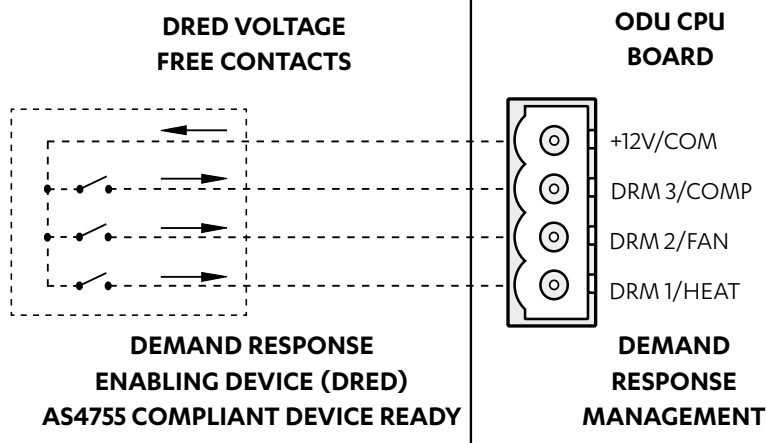 DRED VOLTAGE
FREE CONTACTS
ODU CPU
BOARD
+12V/COM
DRM 3/COMP
DRM 2/FAN
DRM 1/HEAT
DEMAND RESPONSE
ENABLING DEVICE (DRED)
AS4755 COMPLIANT DEVICE READY
DEMAND
RESPONSE
MANAGEMENT